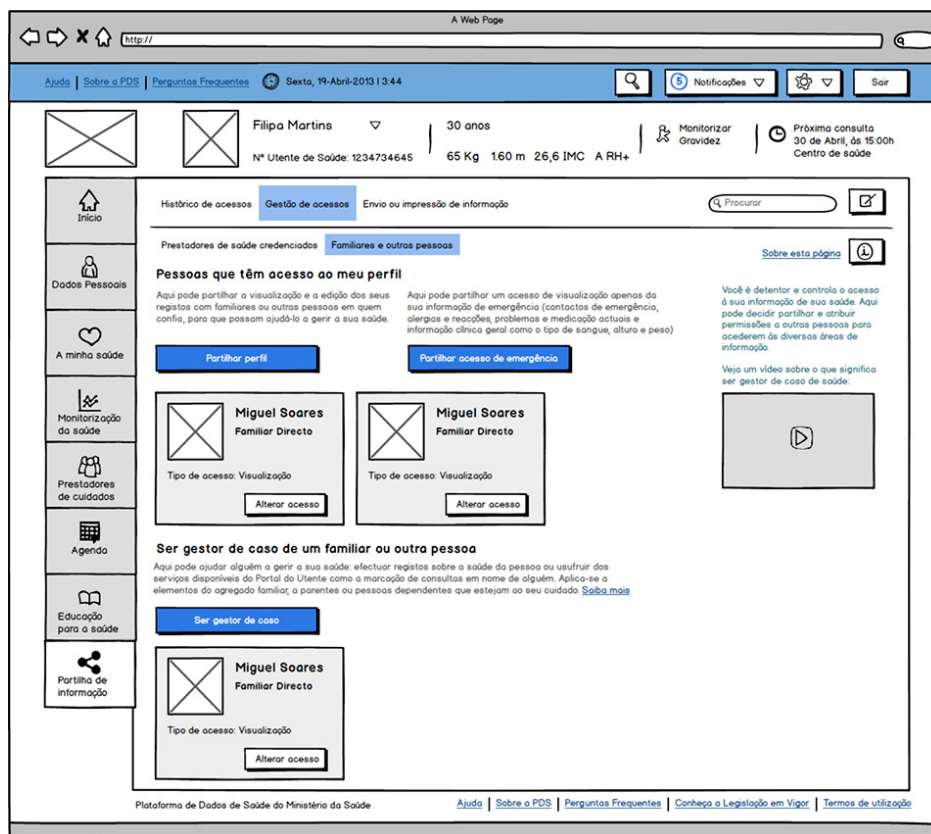 A Web Page
http://
Ajuda | Sobre a PDS | Perguntas Frequentes Sexta, 19-Abril-2013 | 3:44 5 Notificações Sair
Filipa Martins
Nº Utente de Saúde: 1234734645
30 anos
65 Kg 1.60 m 26,6 IMC A RH+
Monitorizar
Gravidez
Próxima consulta
30 de Abril, às 15:00h
Centro de saúde
Início
Dados Pessoais
A minha saúde
Monitorização
da saúde
Prestadores
de cuidados
Agenda
Educação
para a saúde
Partilha de
informação
Histórico de acessos Gestão de acessos Envio ou impressão de informação Procurar
Prestadores de saúde credenciados Familiares e outras pessoas
Sobre esta página
Pessoas que têm acesso ao meu perfil
Aqui pode partilhar a visualização e a edição dos seus
registos com familiares ou outras pessoas em quem
confia, para que possam ajudá-lo a gerir a sua saúde.
Partilhar perfil
Aqui pode partilhar um acesso de visualização apenas da
sua informação de emergência (contactos de emergência,
alergias e reacções, problemas e medicação actuais e
informação clínica geral como o tipo de sangue, altura e peso)
Partilhar acesso de emergência
Você é detentor e controla o acesso
à sua informação de sua saúde. Aqui
pode decidir partilhar e atribuir
permissões a outras pessoas para
acederem às diversas áreas de
informação.
Veja um vídeo sobre o que significa
ser gestor de caso de saúde:
Miguel Soares
Familiar Directo
Tipo de acesso: Visualização
Alterar acesso
Miguel Soares
Familiar Directo
Tipo de acesso: Visualização
Alterar acesso
Ser gestor de caso de um familiar ou outra pessoa
Aqui pode ajudar alguém a gerir a sua saúde: efectuar registos sobre a saúde da pessoa ou usufruir dos
serviços disponíveis do Portal do Utente como a marcação de consultas em nome de alguém. Aplica-se a
elementos do agregado familiar, a parentes ou pessoas dependentes que estejam ao seu cuidado. Saiba mais
Ser gestor de caso
Miguel Soares
Familiar Directo
Tipo de acesso: Visualização
Alterar acesso
Plataforma de Dados de Saúde do Ministério da Saúde Ajuda | Sobre a PDS | Perguntas Frequentes | Conheça a Legislação em Vigor | Termos de utilização